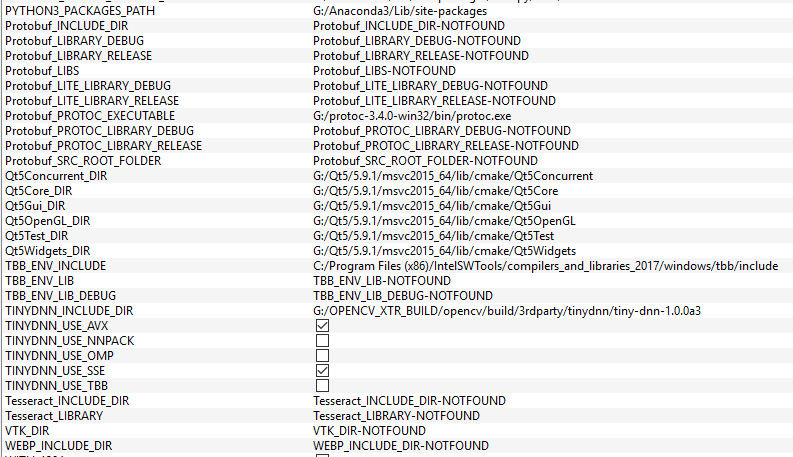 PYTHON3_PACKAGES_PATH G:/Anaconda3/Lib/site-packages
Protobuf_INCLUDE_DIR Protobuf_INCLUDE_DIR-NOTFOUND
Protobuf_LIBRARY_DEBUG Protobuf_LIBRARY_DEBUG-NOTFOUND
Protobuf_LIBRARY_RELEASE Protobuf_LIBRARY_RELEASE-NOTFOUND
Protobuf_LIBS Protobuf_LIBS-NOTFOUND
Protobuf_LITE_LIBRARY_DEBUG Protobuf_LITE_LIBRARY_DEBUG-NOTFOUND
Protobuf_LITE_LIBRARY_RELEASE Protobuf_LITE_LIBRARY_RELEASE-NOTFOUND
Protobuf_PROTOC_EXECUTABLE G:/protoc-3.4.0-win32/bin/protoc.exe
Protobuf_PROTOC_LIBRARY_DEBUG Protobuf_PROTOC_LIBRARY_DEBUG-NOTFOUND
Protobuf_PROTOC_LIBRARY_RELEASE Protobuf_PROTOC_LIBRARY_RELEASE-NOTFOUND
Protobuf_SRC_ROOT_FOLDER Protobuf_SRC_ROOT_FOLDER-NOTFOUND
Qt5Concurrent_DIR G:/Qt5/5.9.1/msvc2015_64/lib/cmake/Qt5Concurrent
Qt5Core_DIR G:/Qt5/5.9.1/msvc2015_64/lib/cmake/Qt5Core
Qt5Gui_DIR G:/Qt5/5.9.1/msvc2015_64/lib/cmake/Qt5Gui
Qt5OpenGL_DIR G:/Qt5/5.9.1/msvc2015_64/lib/cmake/Qt5OpenGL
Qt5Test_DIR G:/Qt5/5.9.1/msvc2015_64/lib/cmake/Qt5Test
Qt5Widgets_DIR G:/Qt5/5.9.1/msvc2015_64/lib/cmake/Qt5Widgets
TBB_ENV_INCLUDE C:/Program Files (x86)/IntelSWTools/compilers_and_libraries_2017/windows/tbb/include
TBB_ENV_LIB TBB_ENV_LIB-NOTFOUND
TBB_ENV_LIB_DEBUG TBB_ENV_LIB_DEBUG-NOTFOUND
TINYDNN_INCLUDE_DIR G:/OPENCV_XTR_BUILD/opencv/build/3rdparty/tinydnn/tiny-dnn-1.0.0a3
TINYDNN_USE_AVX
TINYDNN_USE_NNPACK
TINYDNN_USE_OMP
TINYDNN_USE_SSE
TINYDNN_USE_TBB
Tesseract_INCLUDE_DIR Tesseract_INCLUDE_DIR-NOTFOUND
Tesseract_LIBRARY Tesseract_LIBRARY-NOTFOUND
VTK_DIR VTK_DIR-NOTFOUND
WEBP_INCLUDE_DIR WEBP_INCLUDE_DIR-NOTFOUND